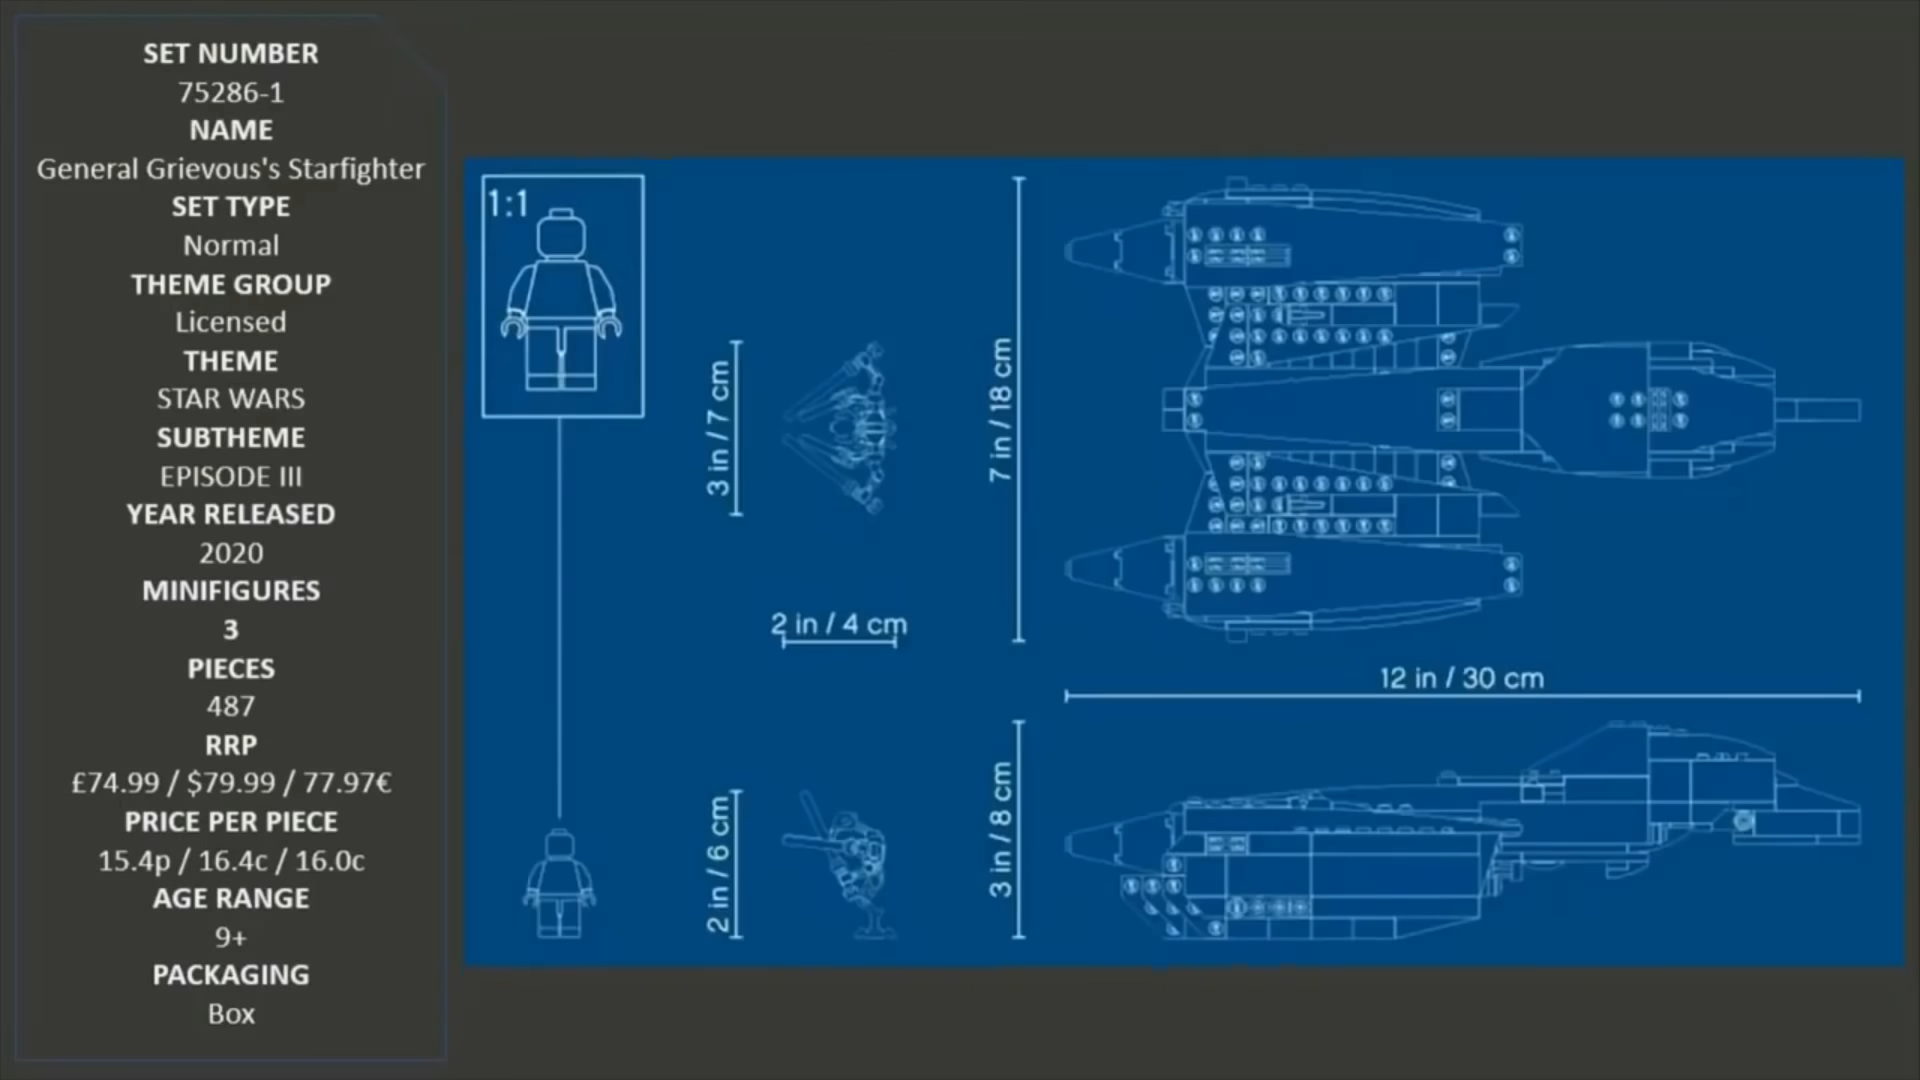 SET NUMBER
75286-1
NAME
General Grievous's Starfighter
SET TYPE
Normal
THEME GROUP
Licensed
THEME
STAR WARS
SUBTHEME
EPISODE III
YEAR RELEASED
2020
MINIFIGURES
3
PIECES
487
RRP
£74.99 / $79.99 / 77.97€
PRICE PER PIECE
15.4p / 16.4c / 16.0c
AGE RANGE
9+
PACKAGING
Box
1:1
3 in / 7 cm
2 in / 4 cm
2 in / 6 cm
7 in / 18 cm
12 in / 30 cm
3 in / 8 cm